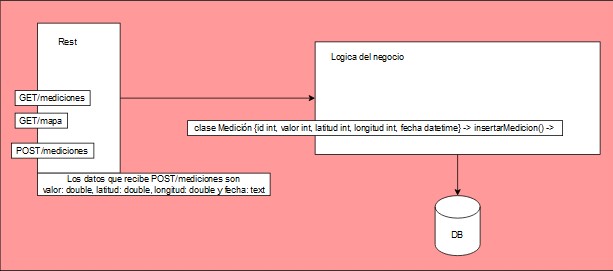 Rest
Logica del negocio
GET/mediciones
GET/mapa
clase Medición {id int, valor int, latitud int, longitud int, fecha datetime} -> insertarMedicion() ->
POST/mediciones
Los datos que recibe POST/mediciones son
valor: double, latitud: double, longitud: double y fecha: text
DB